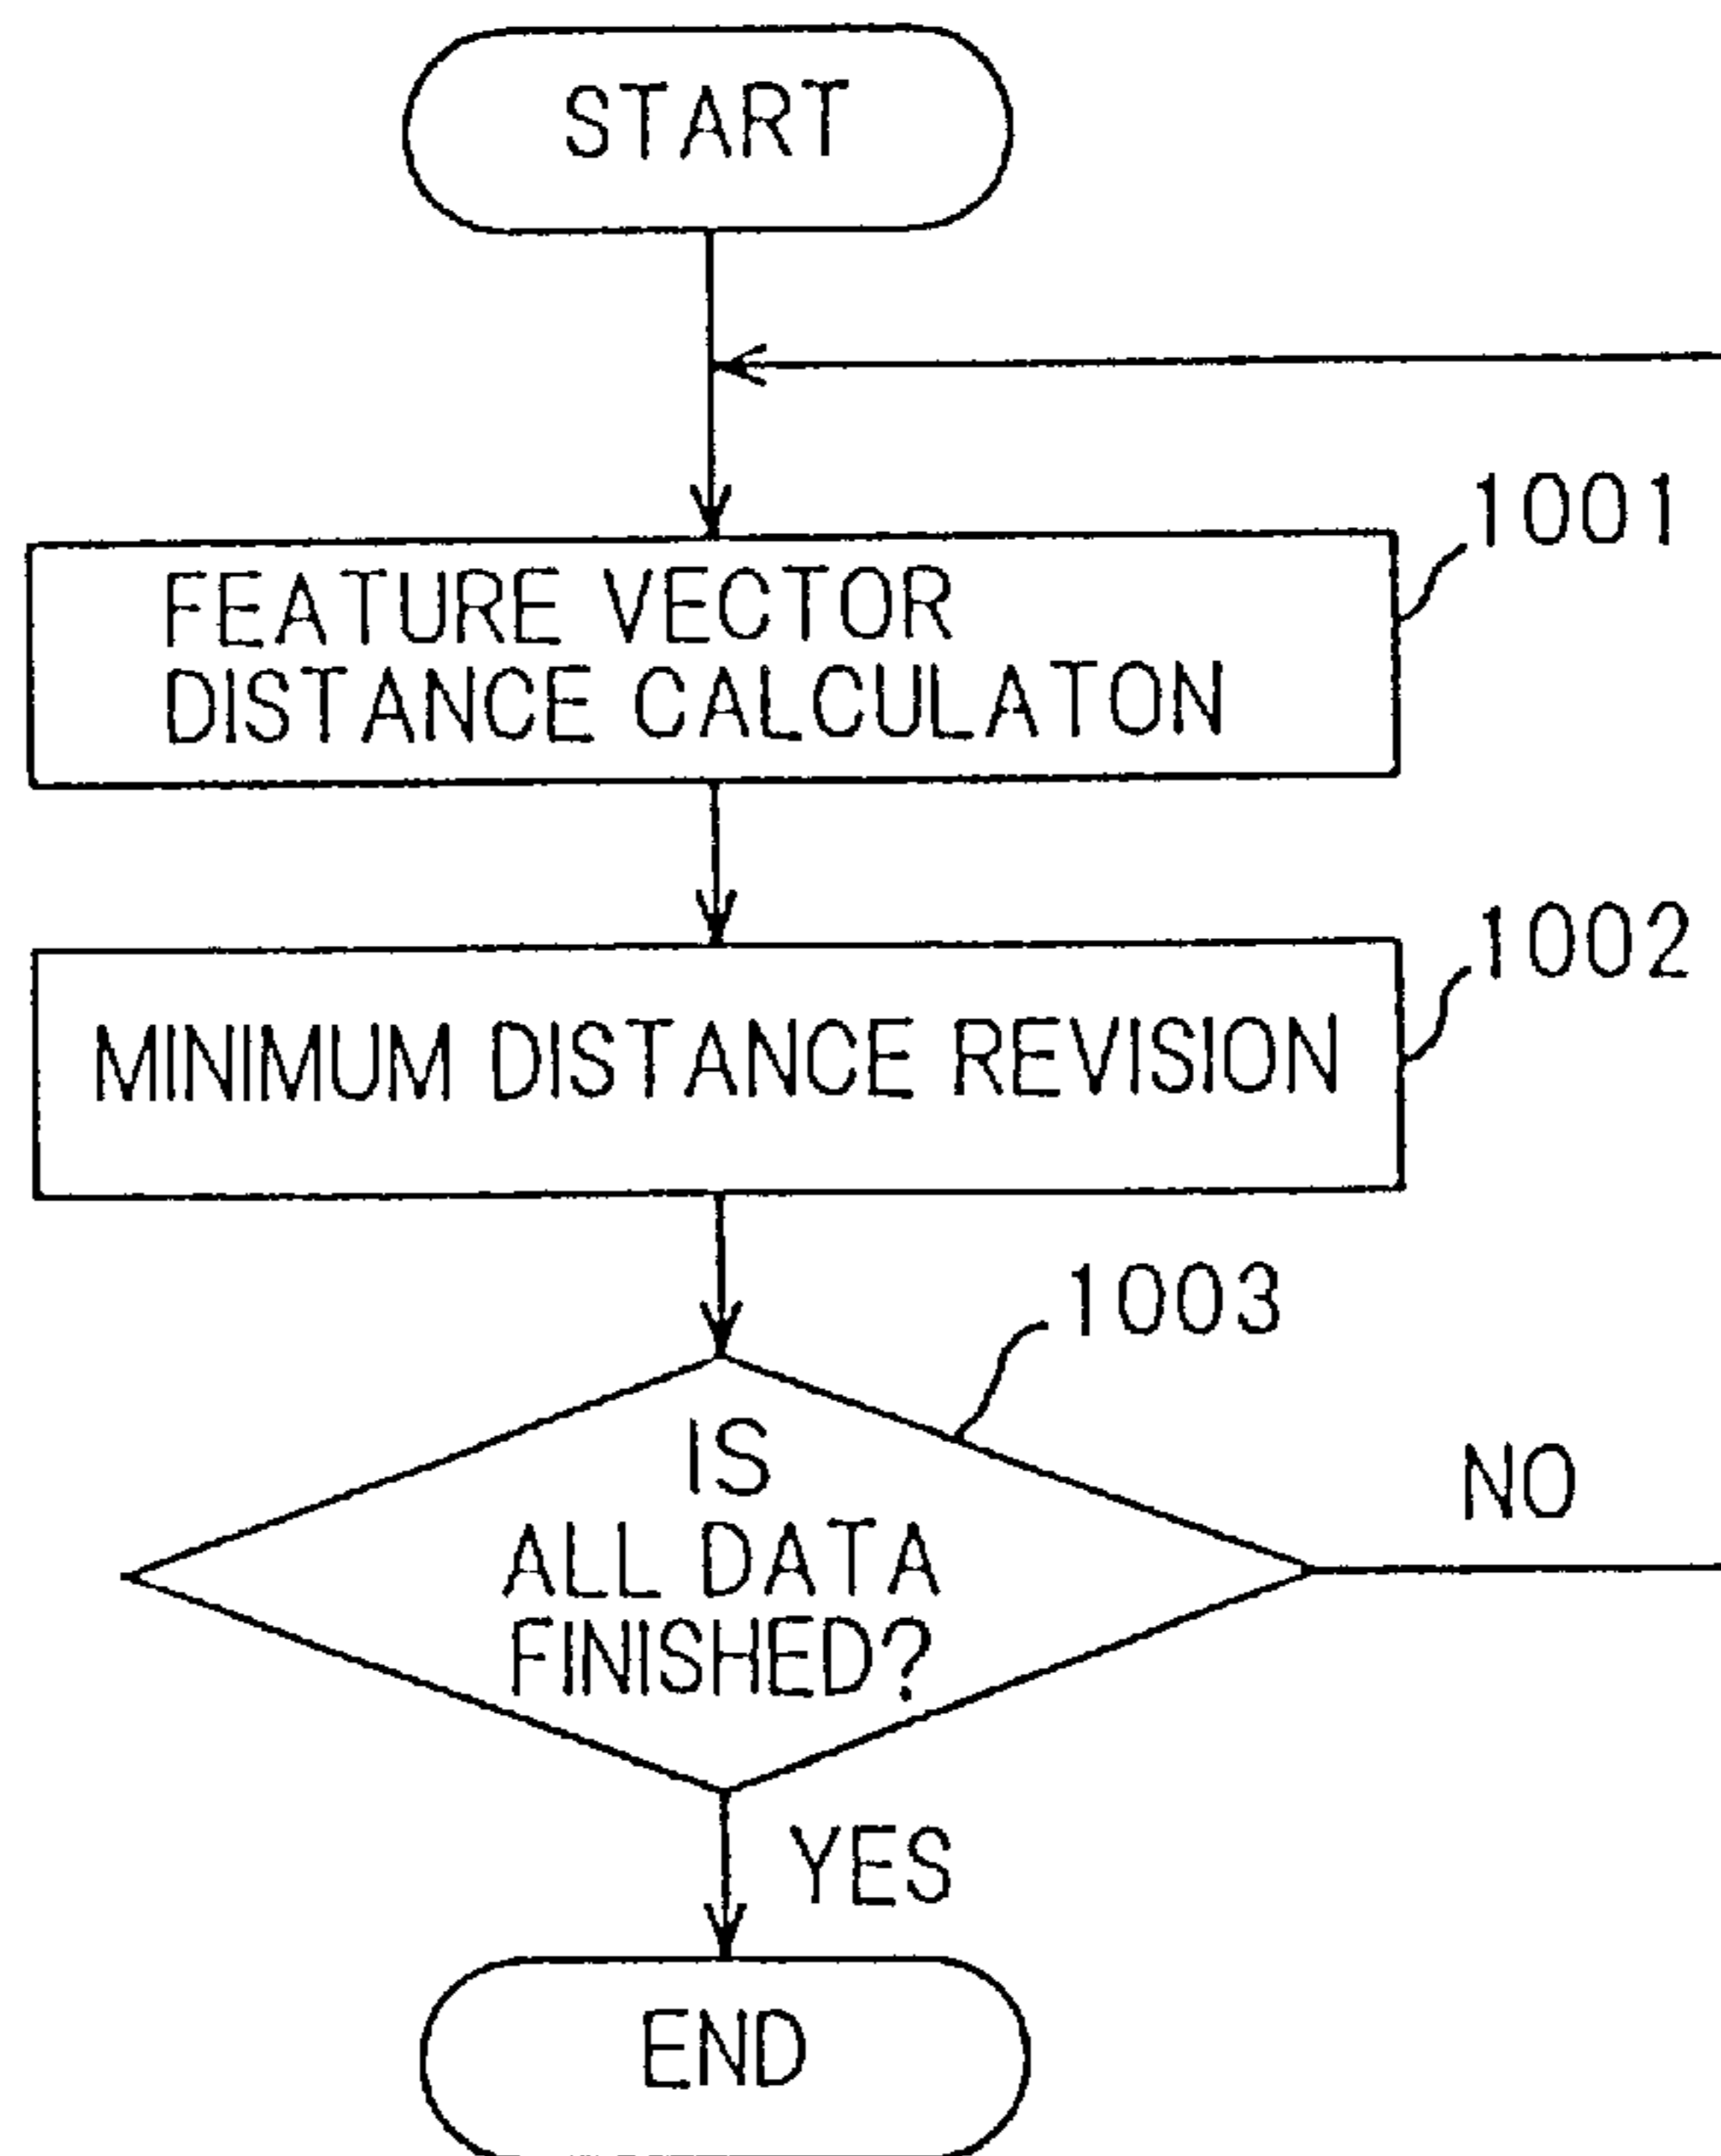 START
1001
FEATURE VECTOR
DISTANCE CALCULATON
1002
MINIMUM DISTANCE REVISION
1003
IS
ALL DATA
FINISHED?
NO
YES
END